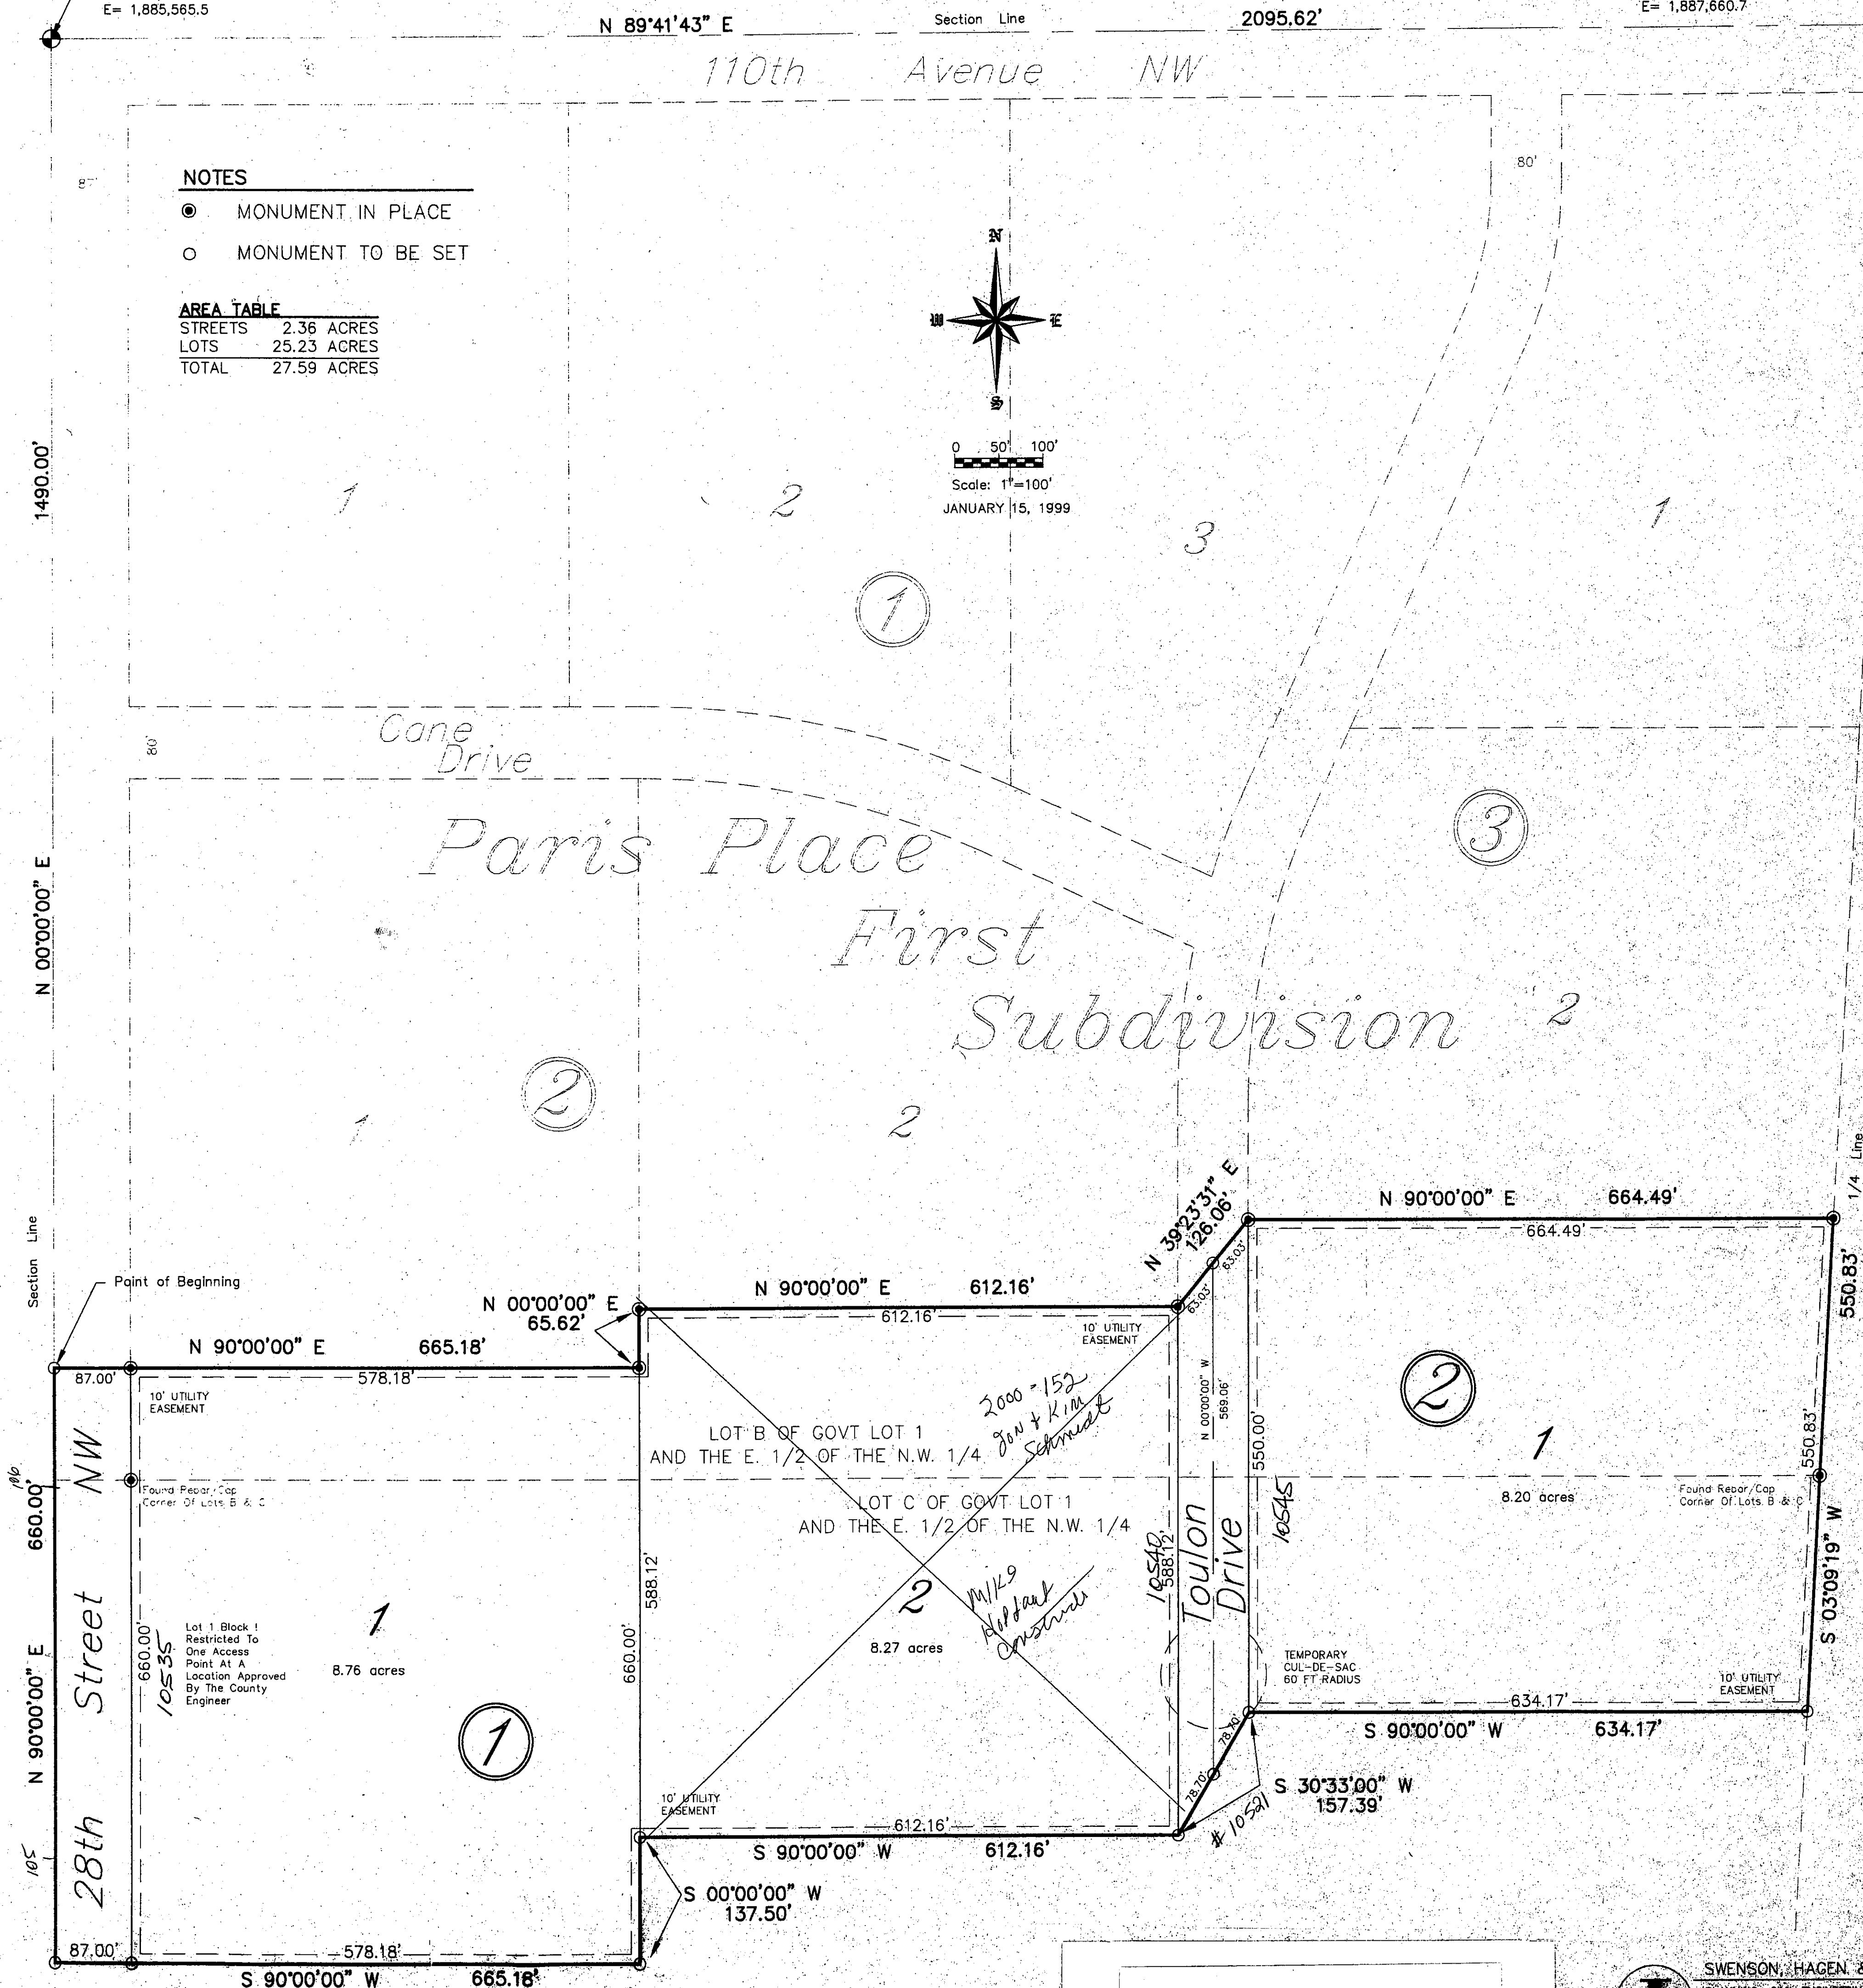 E= 1,885,565.5
N 89°41'43" E
Section Line
2095.62'
E= 1,887,660.7
110th Avenue NW
87'
80'
NOTES
MONUMENT IN PLACE
MONUMENT TO BE SET
AREA TABLE
STREETS 2.36 ACRES
LOTS 25.23 ACRES
TOTAL 27.59 ACRES
N
W
E
S
0 50' 100'
Scale: 1"=100'
JANUARY 15, 1999
1490.00'
N 00°00'00" E
1
2
3
1
1
80'
Cane
Drive
Paris Place
First
Subdivision
3
2
2
1
2
1/4 Line
Section Line
Point of Beginning
N 90°00'00" E 665.18'
N 00°00'00" E
65.62'
N 90°00'00" E 612.16'
N 39°23'31" E
126.06'
63.03'
63.03'
N 90°00'00" E 664.49'
664.49'
550.83'
550.83'
S 03°09'19" W
87.00'
578.18'
612.16'
10' UTILITY
EASEMENT
10' UTILITY
EASEMENT
N 00°00'00" W
569.06'
550.00'
2
1
8.20 acres
2000-152
Jon & Kim
Schmidt
LOT B OF GOVT LOT 1
AND THE E. 1/2 OF THE N.W. 1/4
LOT C OF GOVT LOT 1
AND THE E. 1/2 OF THE N.W. 1/4
Found Rebar/Cap
Corner Of Lots B & C
Found Rebar/Cap
Corner Of Lots B & C
106
660.00'
N 90°00'00" E
28th Street NW
105
660.00'
10535
Lot 1 Block 1
Restricted To
One Access
Point At A
Location Approved
By The County
Engineer
1
8.76 acres
1
588.12'
660.00'
2
8.27 acres
10540
588.12'
Toulon
Drive
10545
TEMPORARY
CUL-DE-SAC
60 FT RADIUS
10' UTILITY
EASEMENT
634.17'
S 90°00'00" W 634.17'
78.70'
78.70'
S 30°33'00" W
157.39'
# 10521
10' UTILITY
EASEMENT
612.16'
S 90°00'00" W 612.16'
S 00°00'00" W
137.50'
87.00'
578.18'
S 90°00'00" W 665.18'
SWENSON, HAGEN &